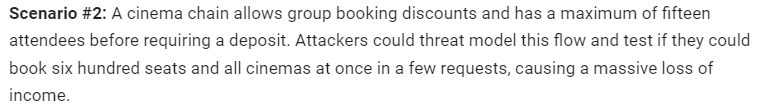 Scenario #2: A cinema chain allows group booking discounts and has a maximum of fifteen
attendees before requiring a deposit. Attackers could threat model this flow and test if they could
book six hundred seats and all cinemas at once in a few requests, causing a massive loss of
income.